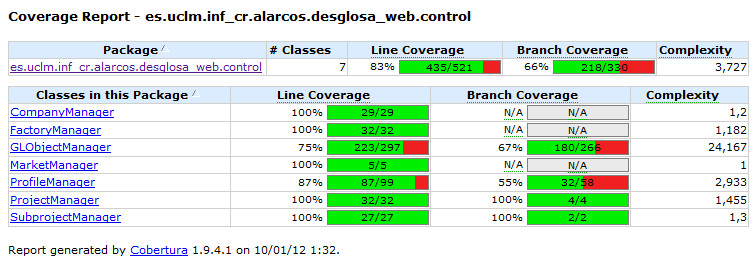 Coverage Report - es.uclm.inf_cr.alarcos.desglosa_web.control
Package # Classes Line Coverage Branch Coverage Complexity
es.uclm.inf_cr.alarcos.desglosa_web.control 7 83% 435/521 66% 218/330 3,727
Classes in this Package Line Coverage Branch Coverage Complexity
CompanyManager 100% 29/29 N/A N/A 1,2
FactoryManager 100% 32/32 N/A N/A 1,182
GLObjectManager 75% 223/297 67% 180/266 24,167
MarketManager 100% 5/5 N/A N/A 1
ProfileManager 87% 87/99 55% 32/58 2,933
ProjectManager 100% 32/32 100% 4/4 1,455
SubprojectManager 100% 27/27 100% 2/2 1,3
Report generated by Cobertura 1.9.4.1 on 10/01/12 1:32.